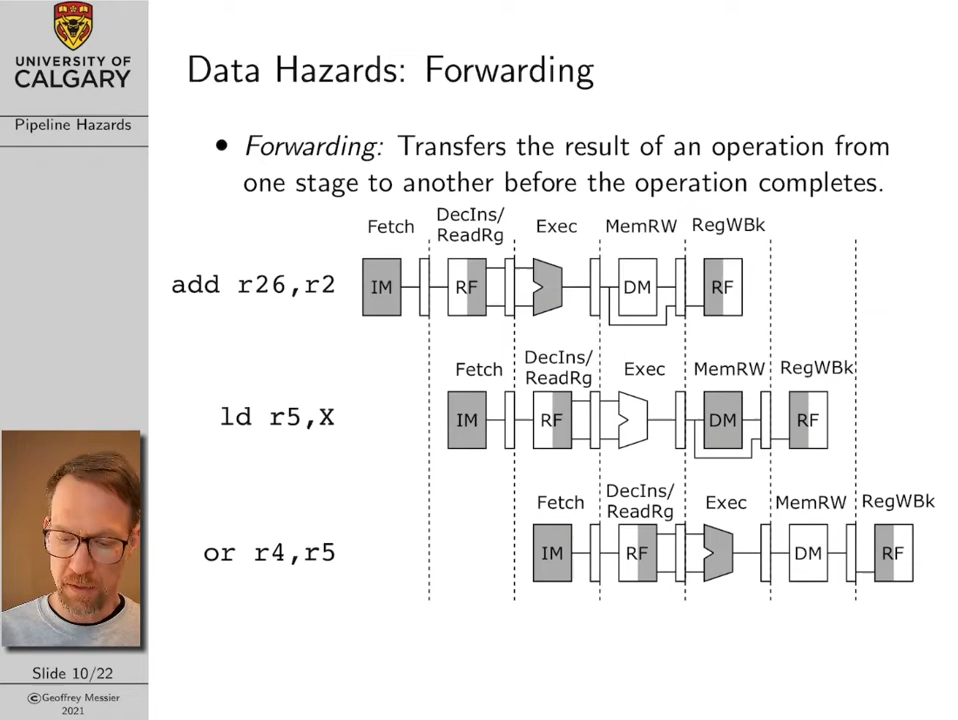 UNIVERSITY OF
CALGARY
Pipeline Hazards
Data Hazards: Forwarding
• Forwarding: Transfers the result of an operation from
one stage to another before the operation completes.
Fetch DecIns/ Exec MemRW RegWBk
ReadRg
add r26,r2 IM RF DM RF
Fetch DecIns/ Exec MemRW RegWBk
ReadRg
ld r5,X IM RF DM RF
Fetch DecIns/ Exec MemRW RegWBk
ReadRg
or r4,r5 IM RF DM RF
Slide 10/22
©Geoffrey Messier
2021